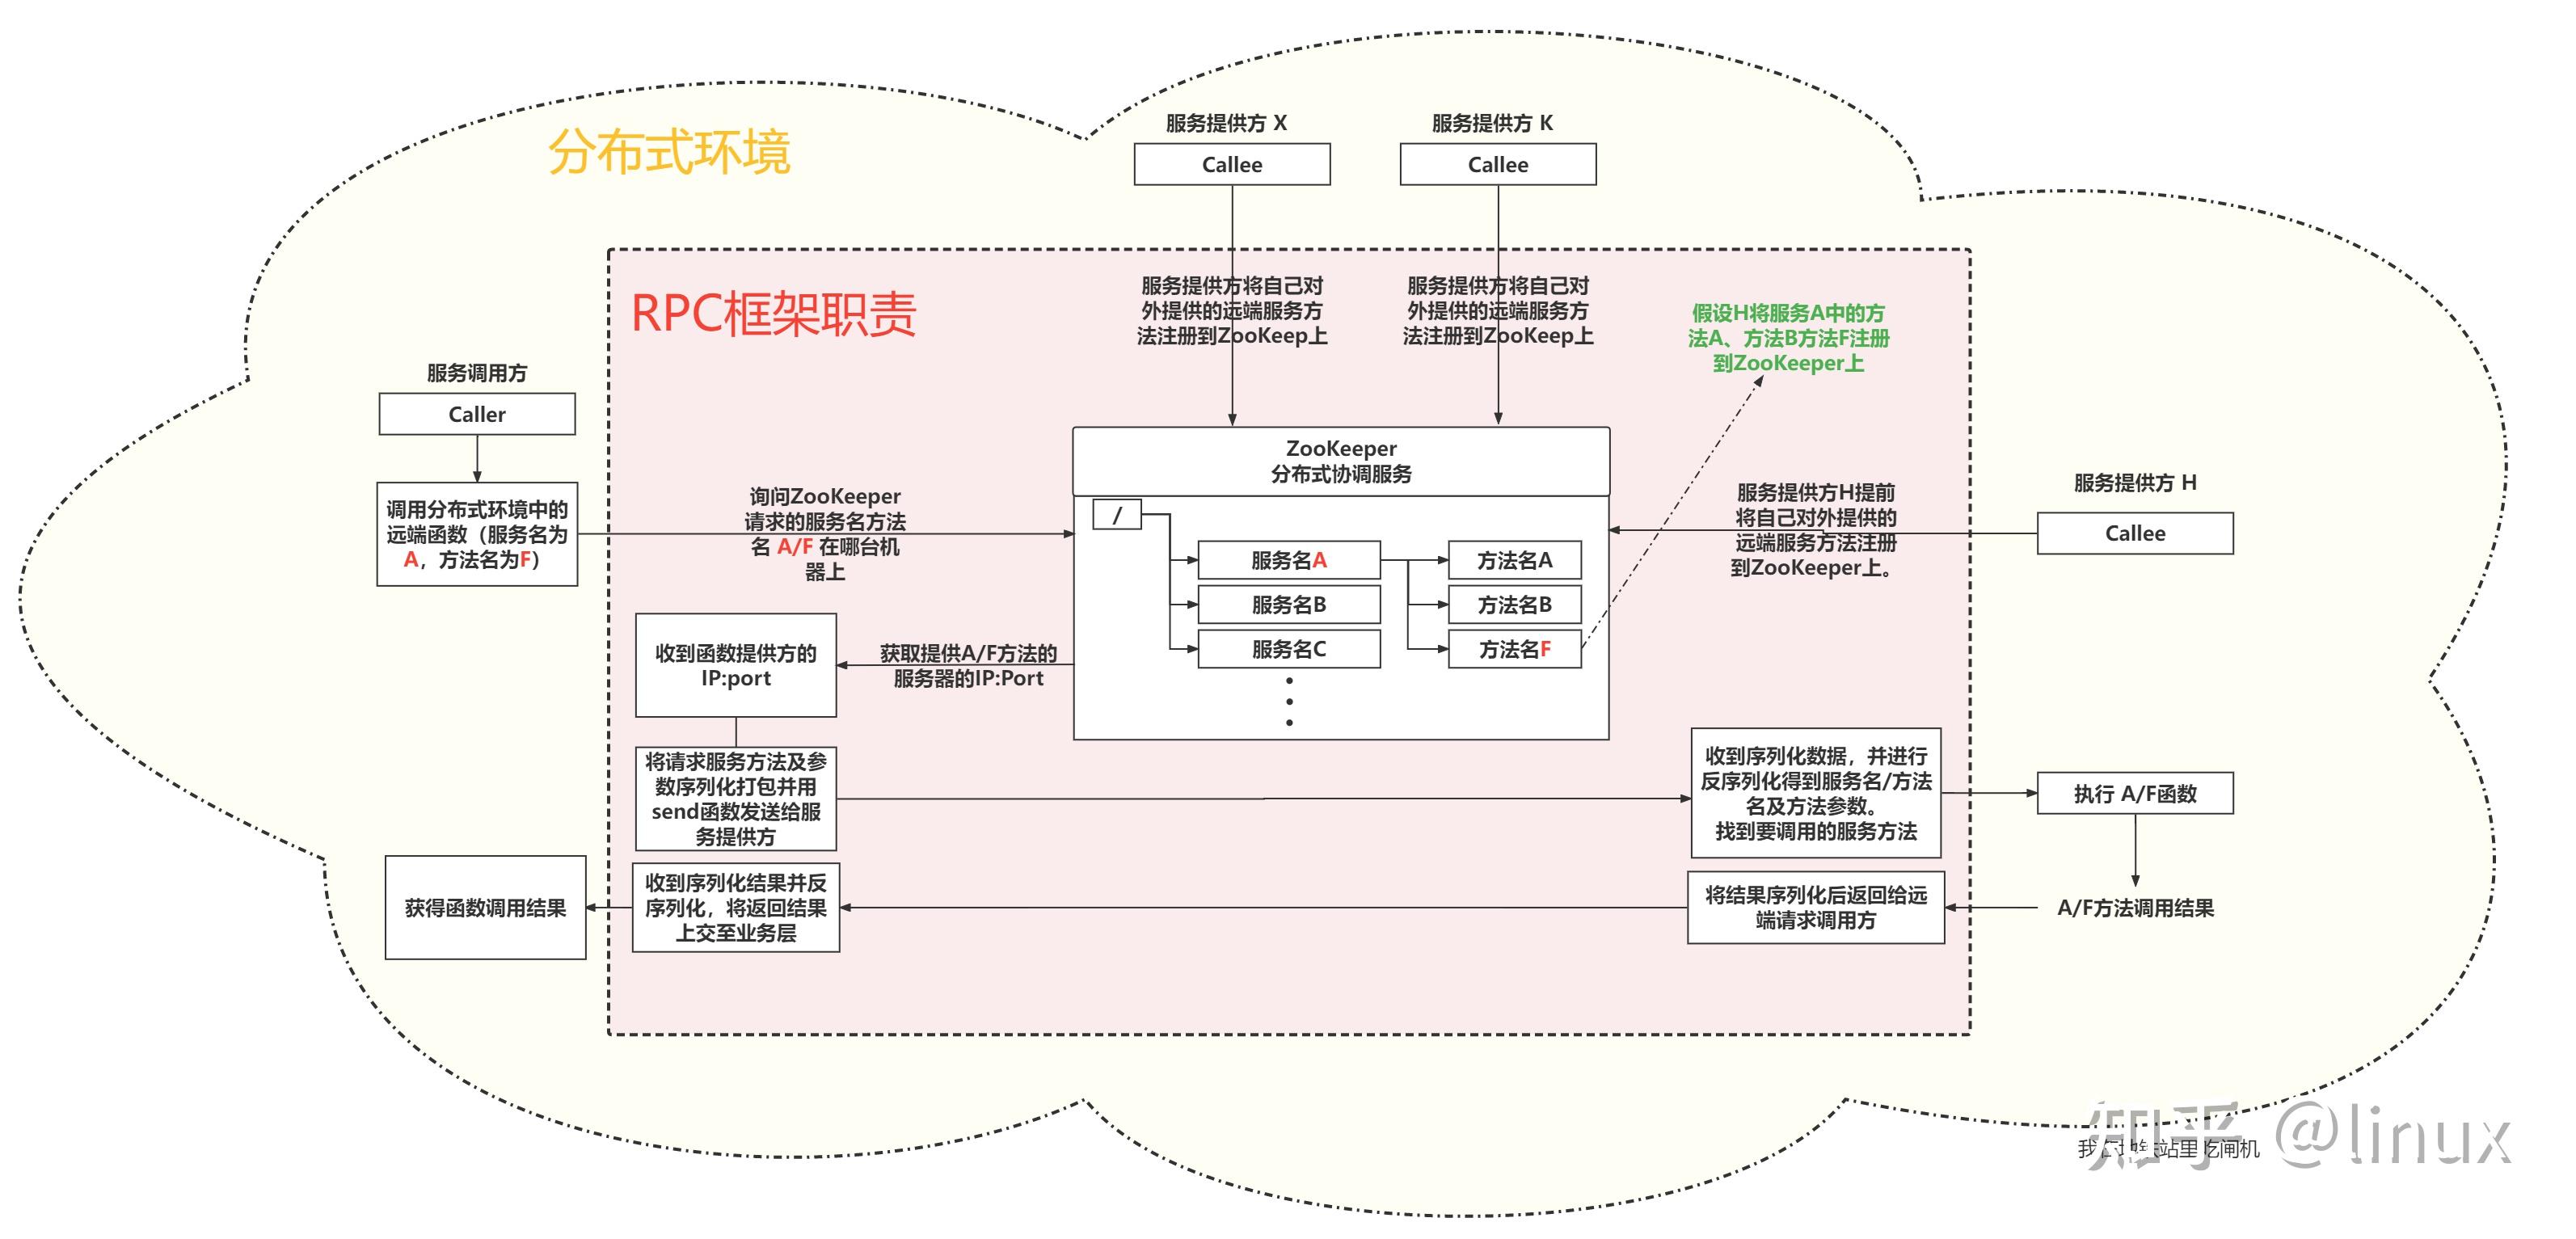 分布式环境
服务提供方 X
Callee
服务提供方 K
Callee
RPC框架职责
服务提供方将自己对
外提供的远端服务方
法注册到ZooKeep上
服务提供方将自己对
外提供的远端服务方
法注册到ZooKeep上
假设H将服务A中的方
法A、方法B方法F注册
到ZooKeeper上
服务调用方
Caller
调用分布式环境中的
远端函数（服务名为
A，方法名为F）
询问ZooKeeper
请求的服务名方法
名 A/F 在哪台机
器上
ZooKeeper
分布式协调服务
/
服务名A
服务名B
服务名C
方法名A
方法名B
方法名F
服务提供方H提前
将自己对外提供的
远端服务方法注册
到ZooKeeper上。
服务提供方 H
Callee
获取提供A/F方法的
服务器的IP:Port
收到函数提供方的
IP:port
将请求服务方法及参
数序列化打包并用
send函数发送给服
务提供方
收到序列化数据，并进行
反序列化得到服务名/方法
名及方法参数。
找到要调用的服务方法
执行 A/F函数
A/F方法调用结果
将结果序列化后返回给远
端请求调用方
收到序列化结果并反
序列化，将返回结果
上交至业务层
获得函数调用结果
知乎 @linux